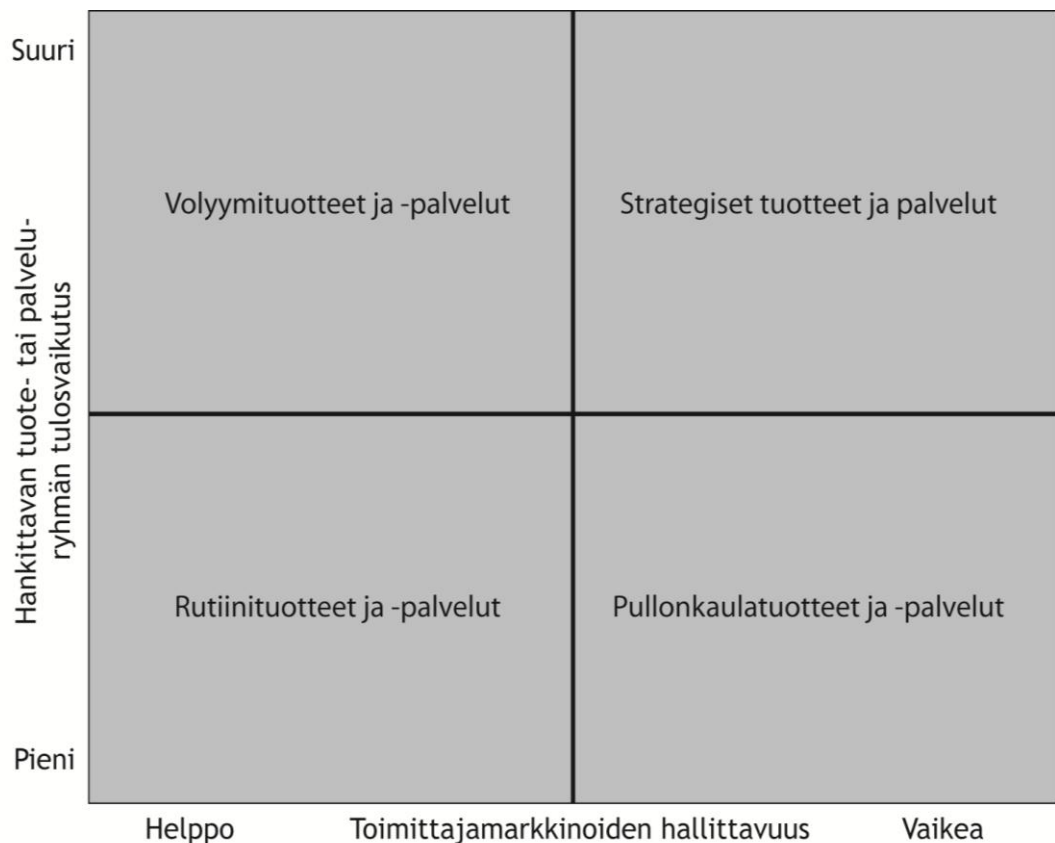 Suuri
Volyymituotteet ja -palvelut
Strategiset tuotteet ja palvelut
Hankittavan tuote- tai palvelu-
ryhmän tulosvaikutus
Rutiinituotteet ja -palvelut
Pullonkaulatuotteet ja -palvelut
Pieni
Helppo
Toimittajamarkkinoiden hallittavuus
Vaikea